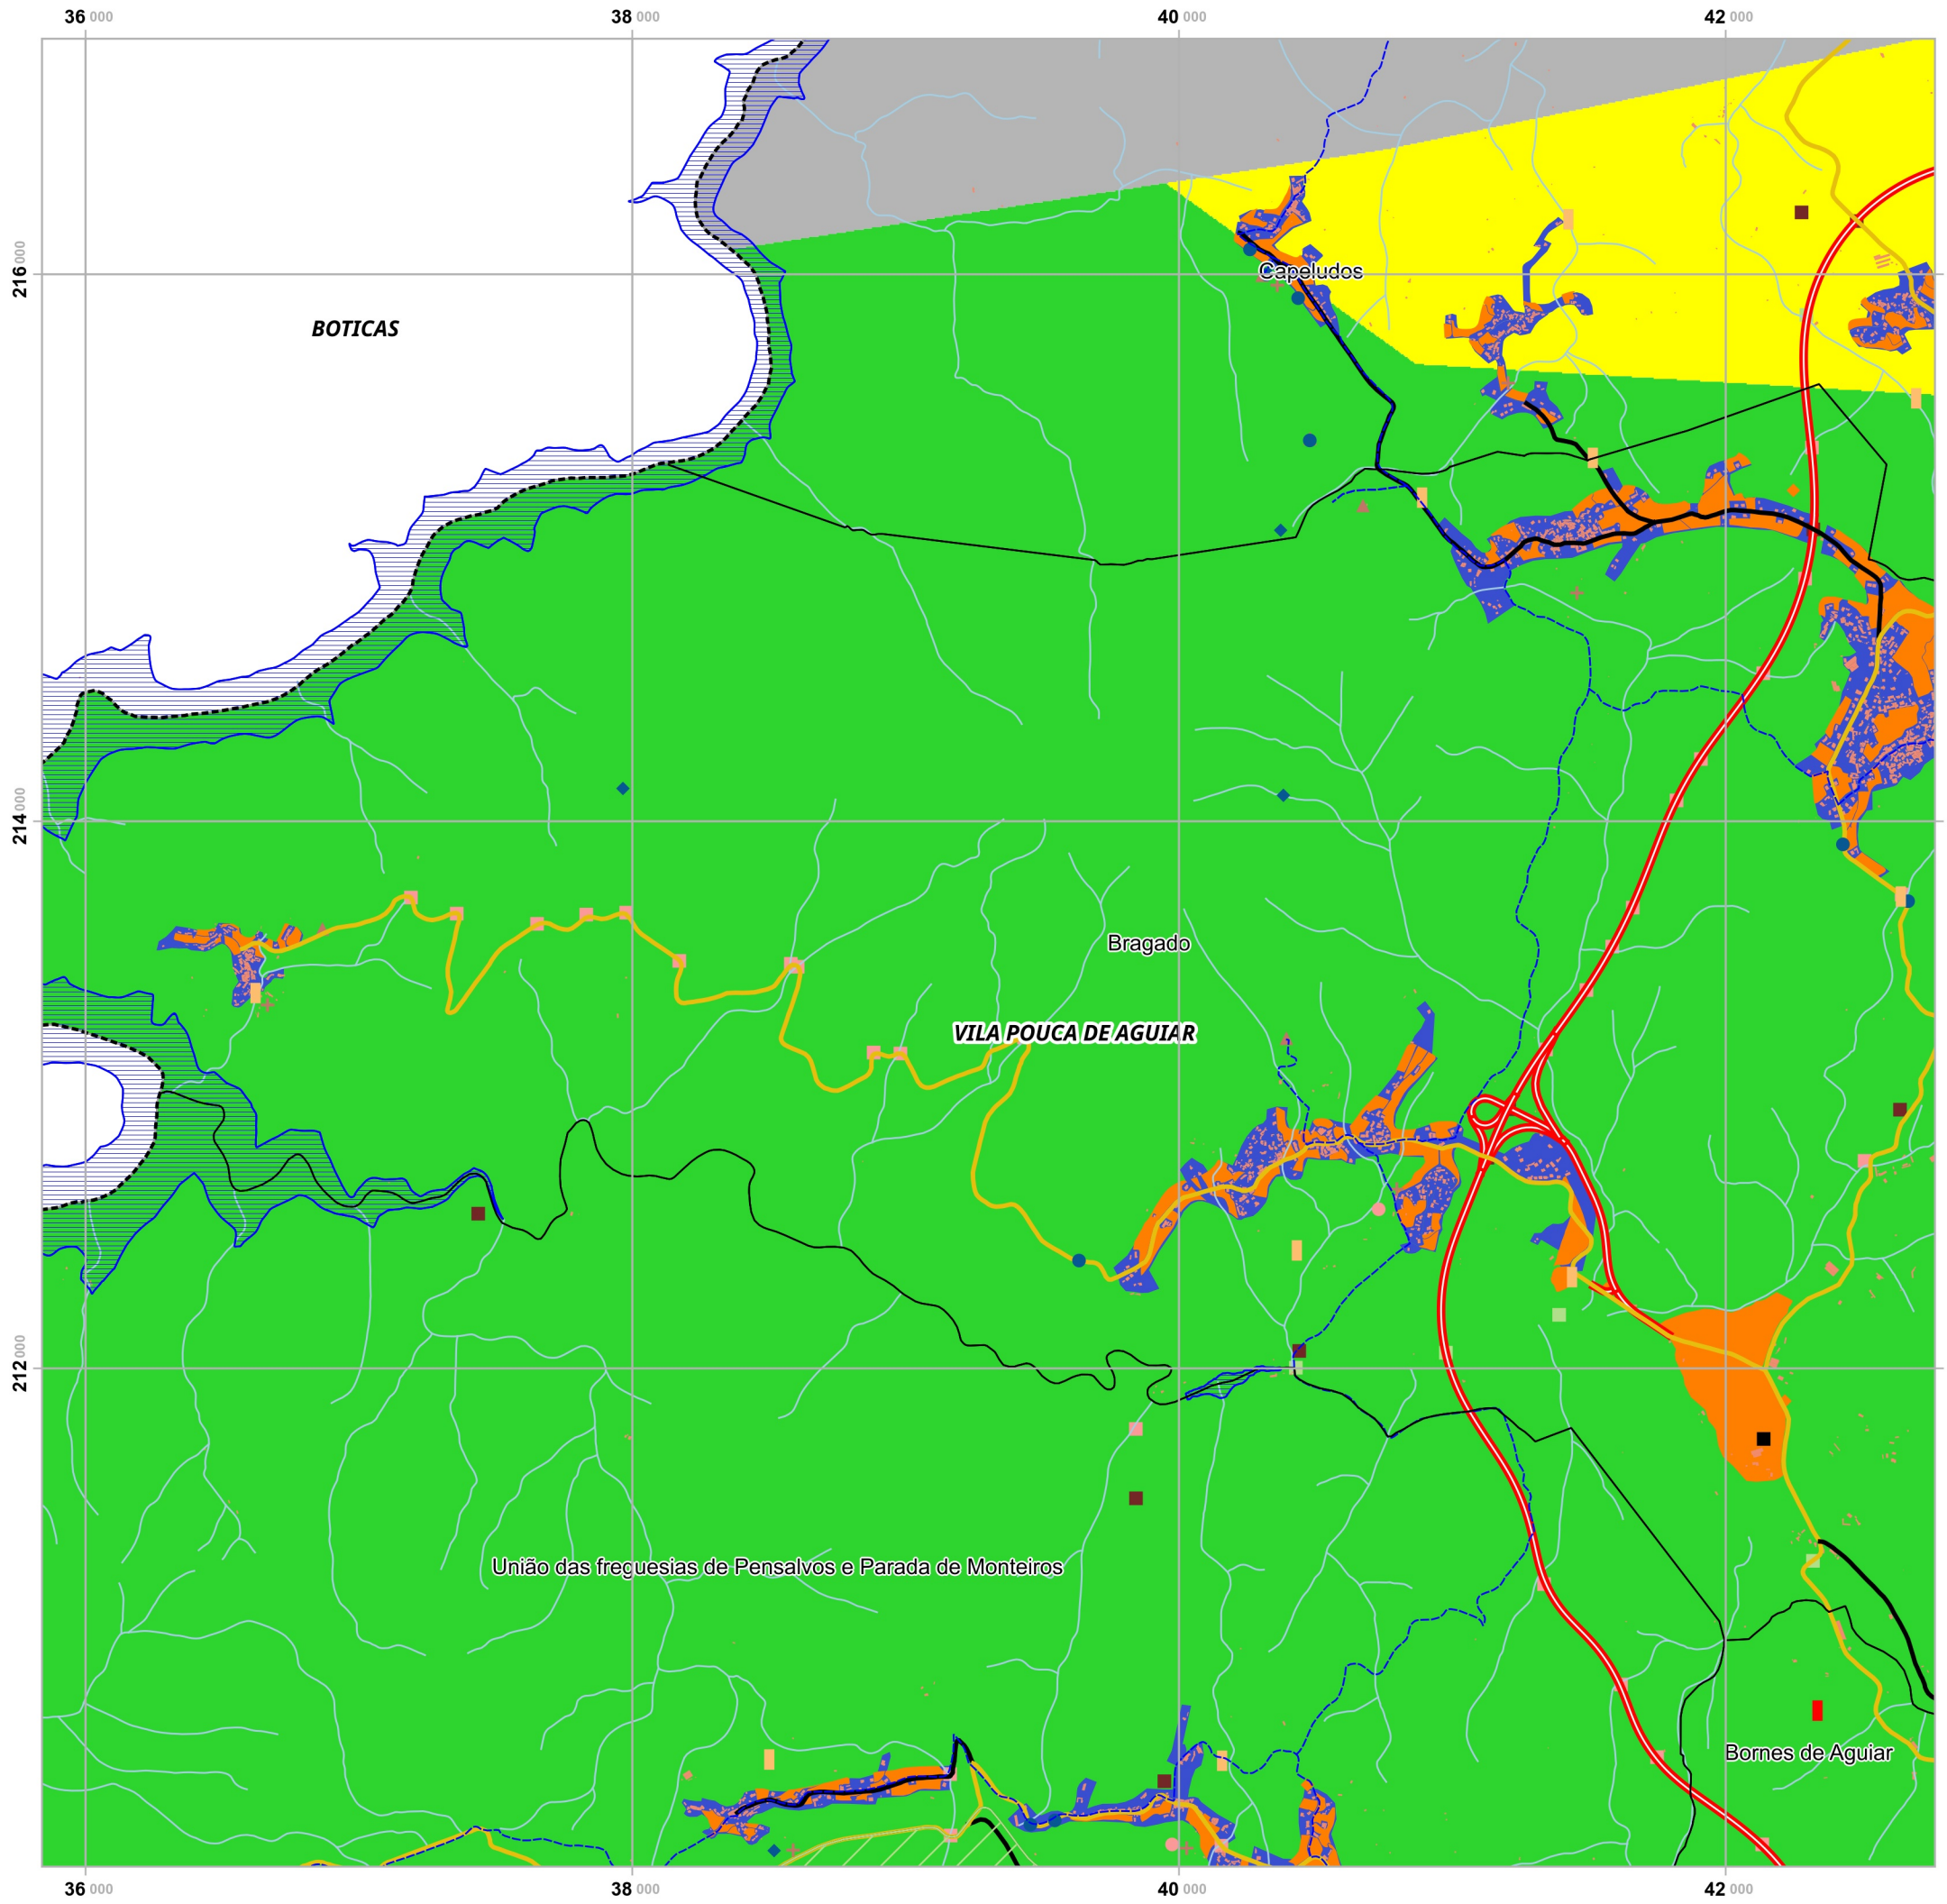 36 000 38 000 40 000 42 000
216 000
Capeludos
BOTICAS
214 000
Bragado
VILA POUCA DE AGUIAR
212 000
União das freguesias de Pensalvos e Parada de Monteiros
Bornes de Aguiar
36 000 38 000 40 000 42 000